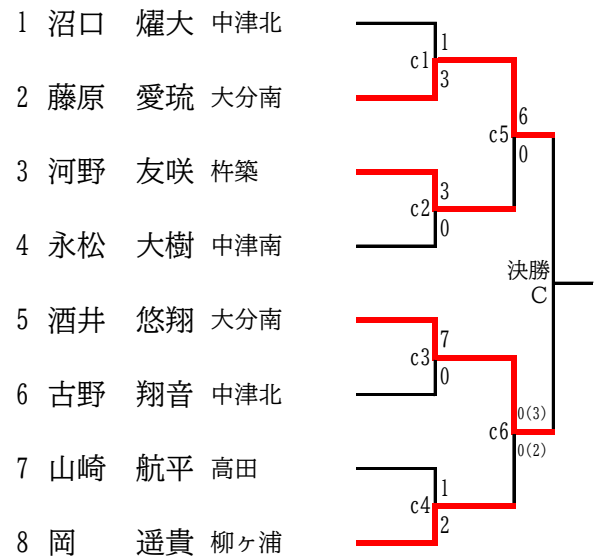 1 沼口 燿大 中津北
1
c1
3
2 藤原 愛琉 大分南
6
c5
0
3 河野 友咲 杵築
3
c2
0
4 永松 大樹 中津南
決勝
C
5 酒井 悠翔 大分南
7
c3
0
6 古野 翔音 中津北
0(3)
c6
0(2)
7 山崎 航平 高田
1
c4
2
8 岡 遥貴 柳ヶ浦